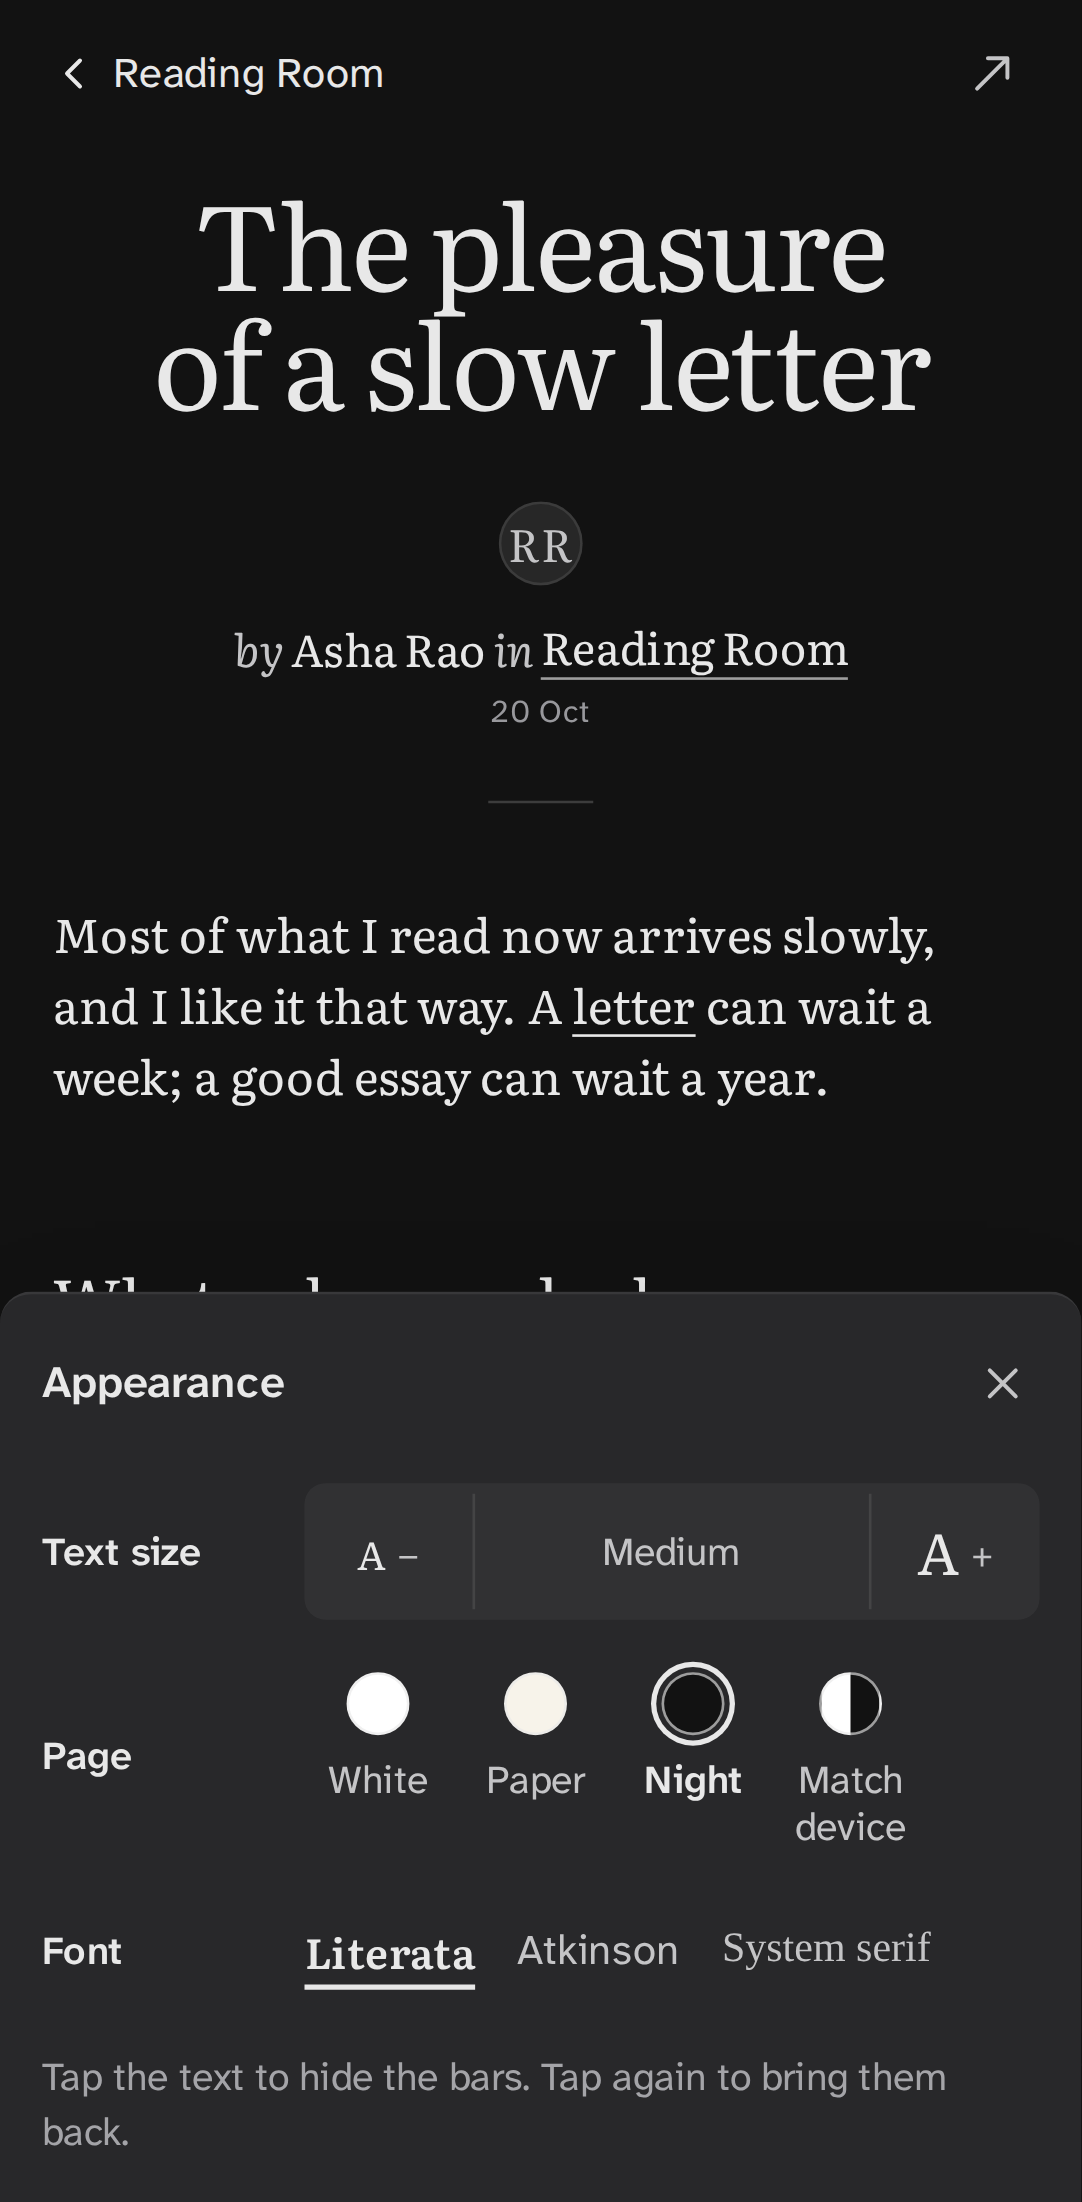 Reading Room
The pleasure
of a slow letter
RR
by Asha Rao in Reading Room
20 Oct
Most of what I read now arrives slowly,
and I like it that way. A letter can wait a
week; a good essay can wait a year.
Appearance
Text size
A −
Medium
A +
Page
White
Paper
Night
Match
device
Font
Literata
Atkinson
System serif
Tap the text to hide the bars. Tap again to bring them
back.